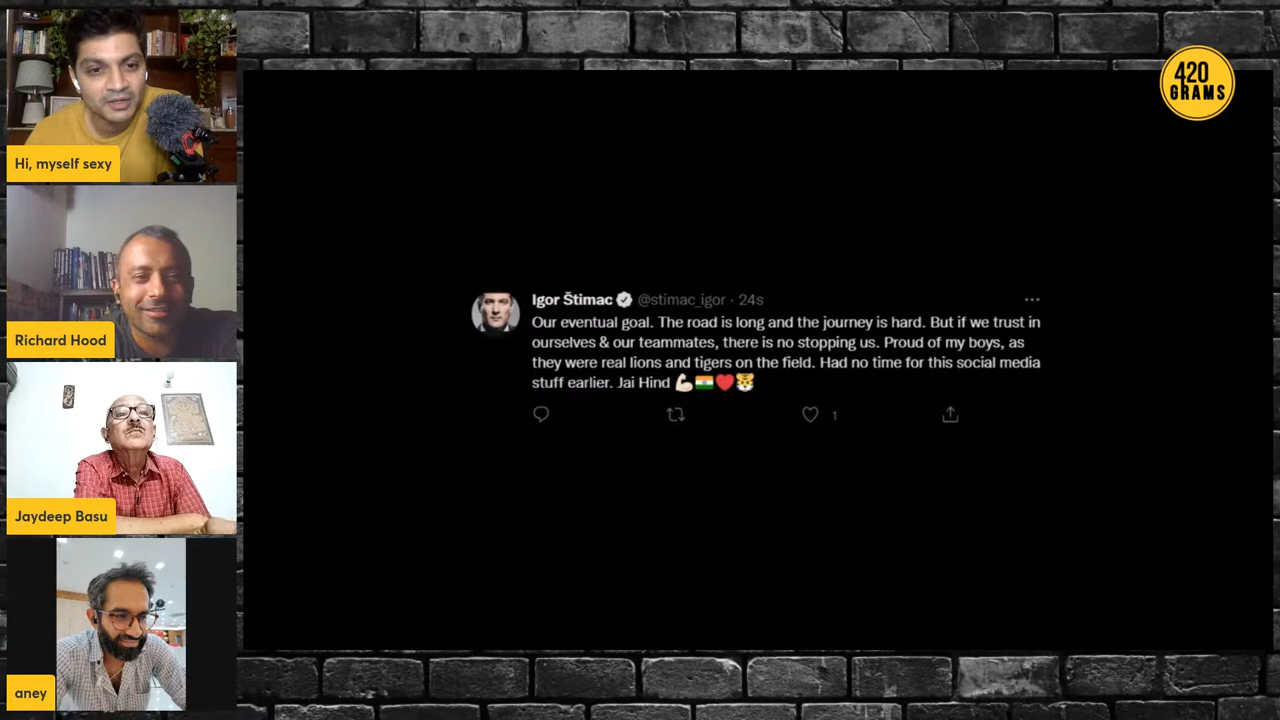 Hi, myself sexy
Richard Hood
Jaydeep Basu
aney
420
GRAMS
Igor Štimac @stimac_igor · 24s
Our eventual goal. The road is long and the journey is hard. But if we trust in
ourselves & our teammates, there is no stopping us. Proud of my boys, as
they were real lions and tigers on the field. Had no time for this social media
stuff earlier. Jai Hind 💪🇮🇳❤️🐯
1